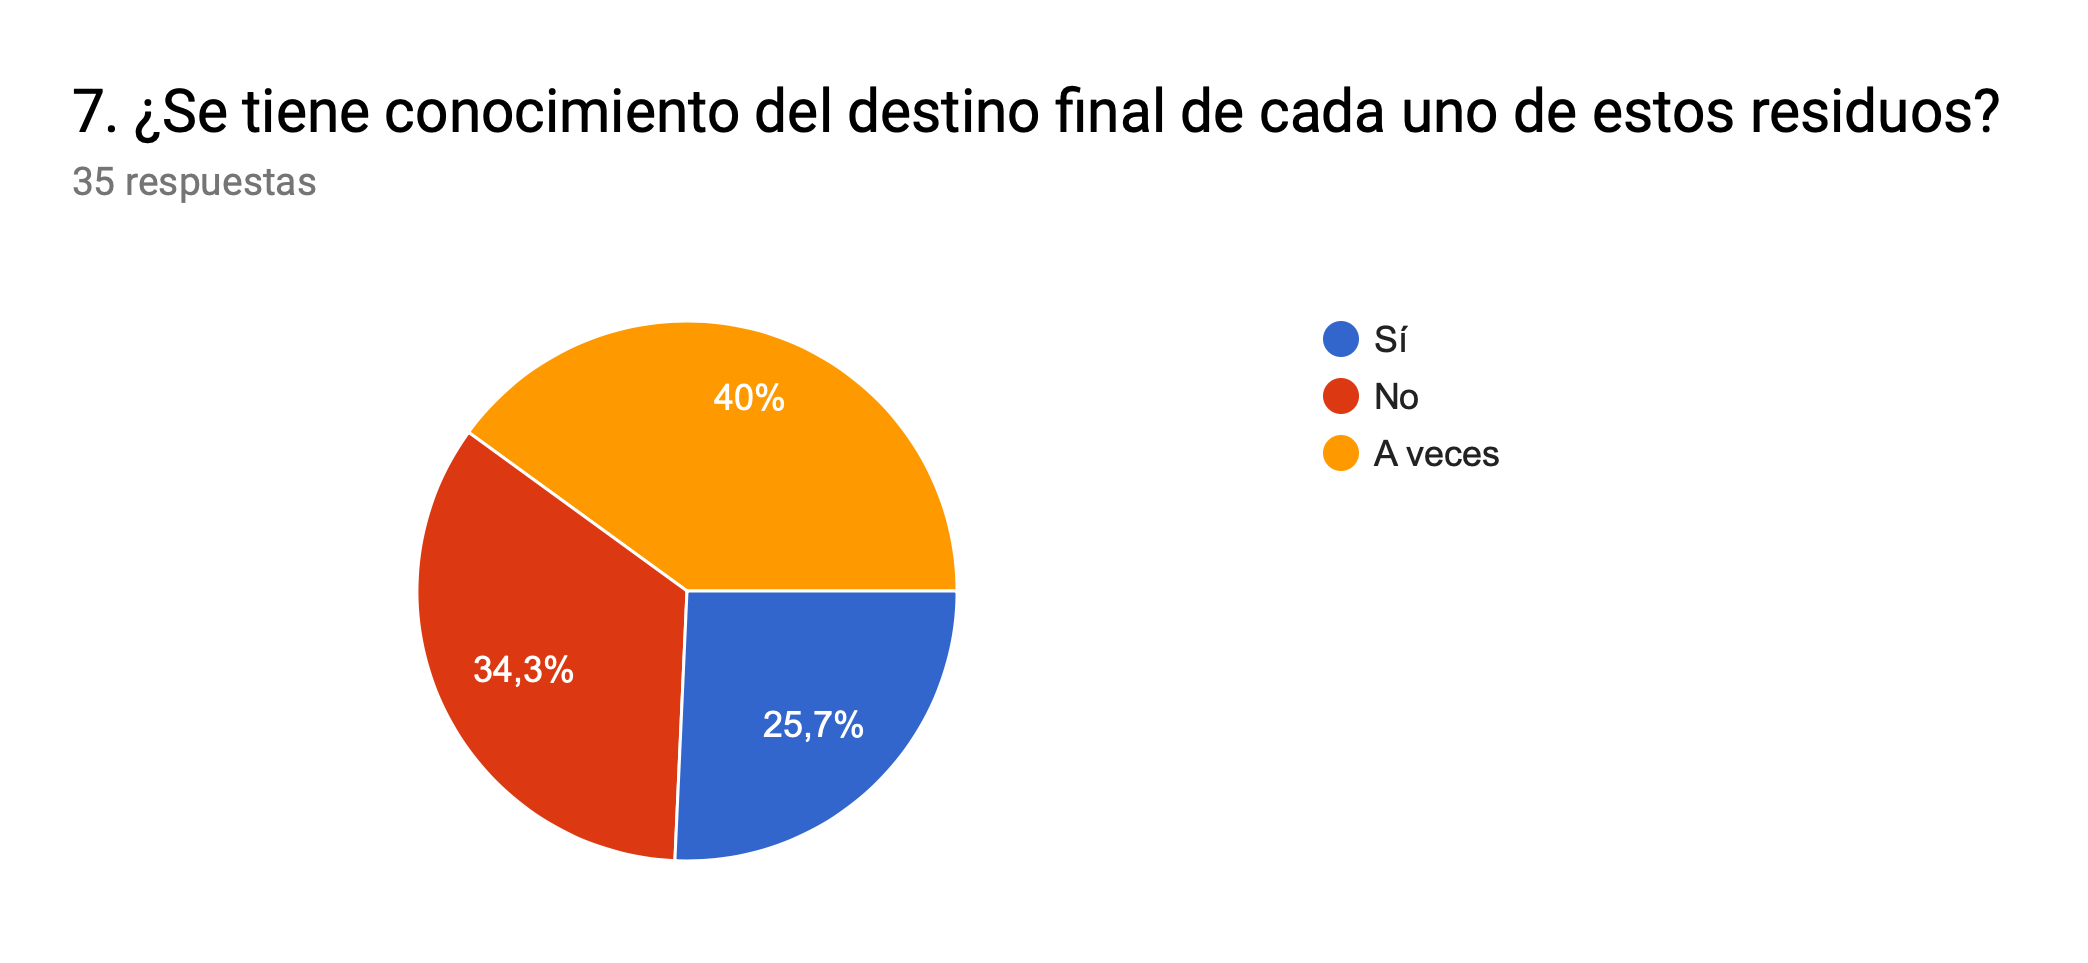 7. ¿Se tiene conocimiento del destino final de cada uno de estos residuos?
35 respuestas
Sí
No
A veces
40%
34,3%
25,7%